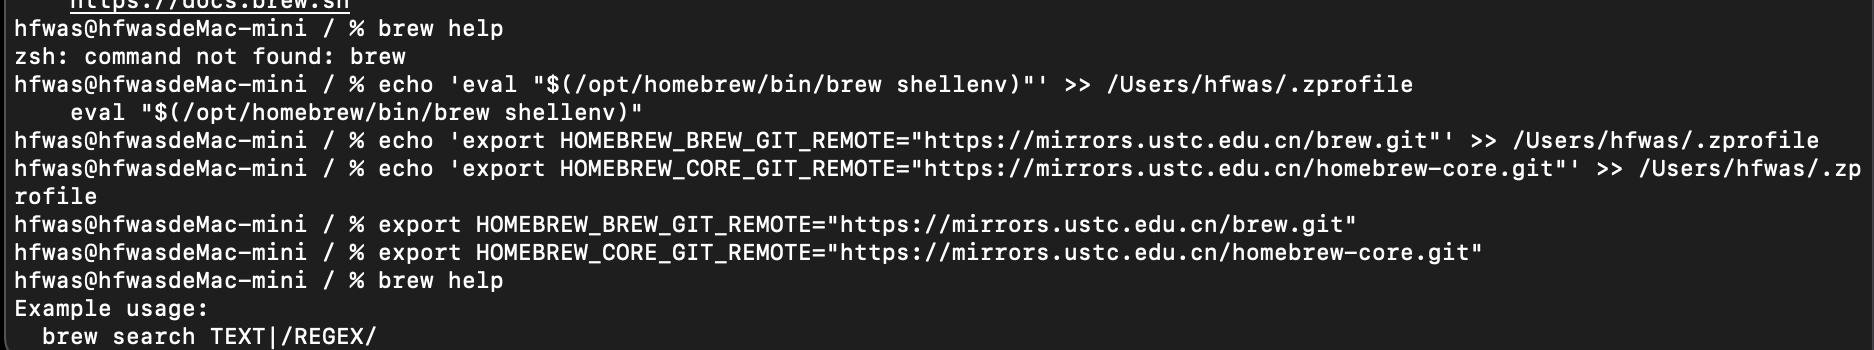 https://docs.brew.sh
hfwas@hfwasdeMac-mini / % brew help
zsh: command not found: brew
hfwas@hfwasdeMac-mini / % echo 'eval "$(/opt/homebrew/bin/brew shellenv)"' >> /Users/hfwas/.zprofile
    eval "$(/opt/homebrew/bin/brew shellenv)"
hfwas@hfwasdeMac-mini / % echo 'export HOMEBREW_BREW_GIT_REMOTE="https://mirrors.ustc.edu.cn/brew.git"' >> /Users/hfwas/.zprofile
hfwas@hfwasdeMac-mini / % echo 'export HOMEBREW_CORE_GIT_REMOTE="https://mirrors.ustc.edu.cn/homebrew-core.git"' >> /Users/hfwas/.zp
rofile
hfwas@hfwasdeMac-mini / % export HOMEBREW_BREW_GIT_REMOTE="https://mirrors.ustc.edu.cn/brew.git"
hfwas@hfwasdeMac-mini / % export HOMEBREW_CORE_GIT_REMOTE="https://mirrors.ustc.edu.cn/homebrew-core.git"
hfwas@hfwasdeMac-mini / % brew help
Example usage:
  brew search TEXT|/REGEX/